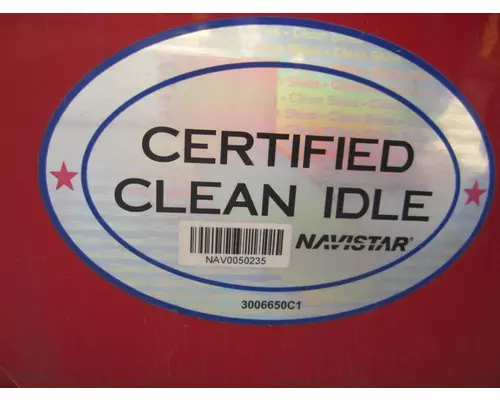 CERTIFIED
CLEAN IDLE
NAV0050235
NAVISTAR®
3006650C1